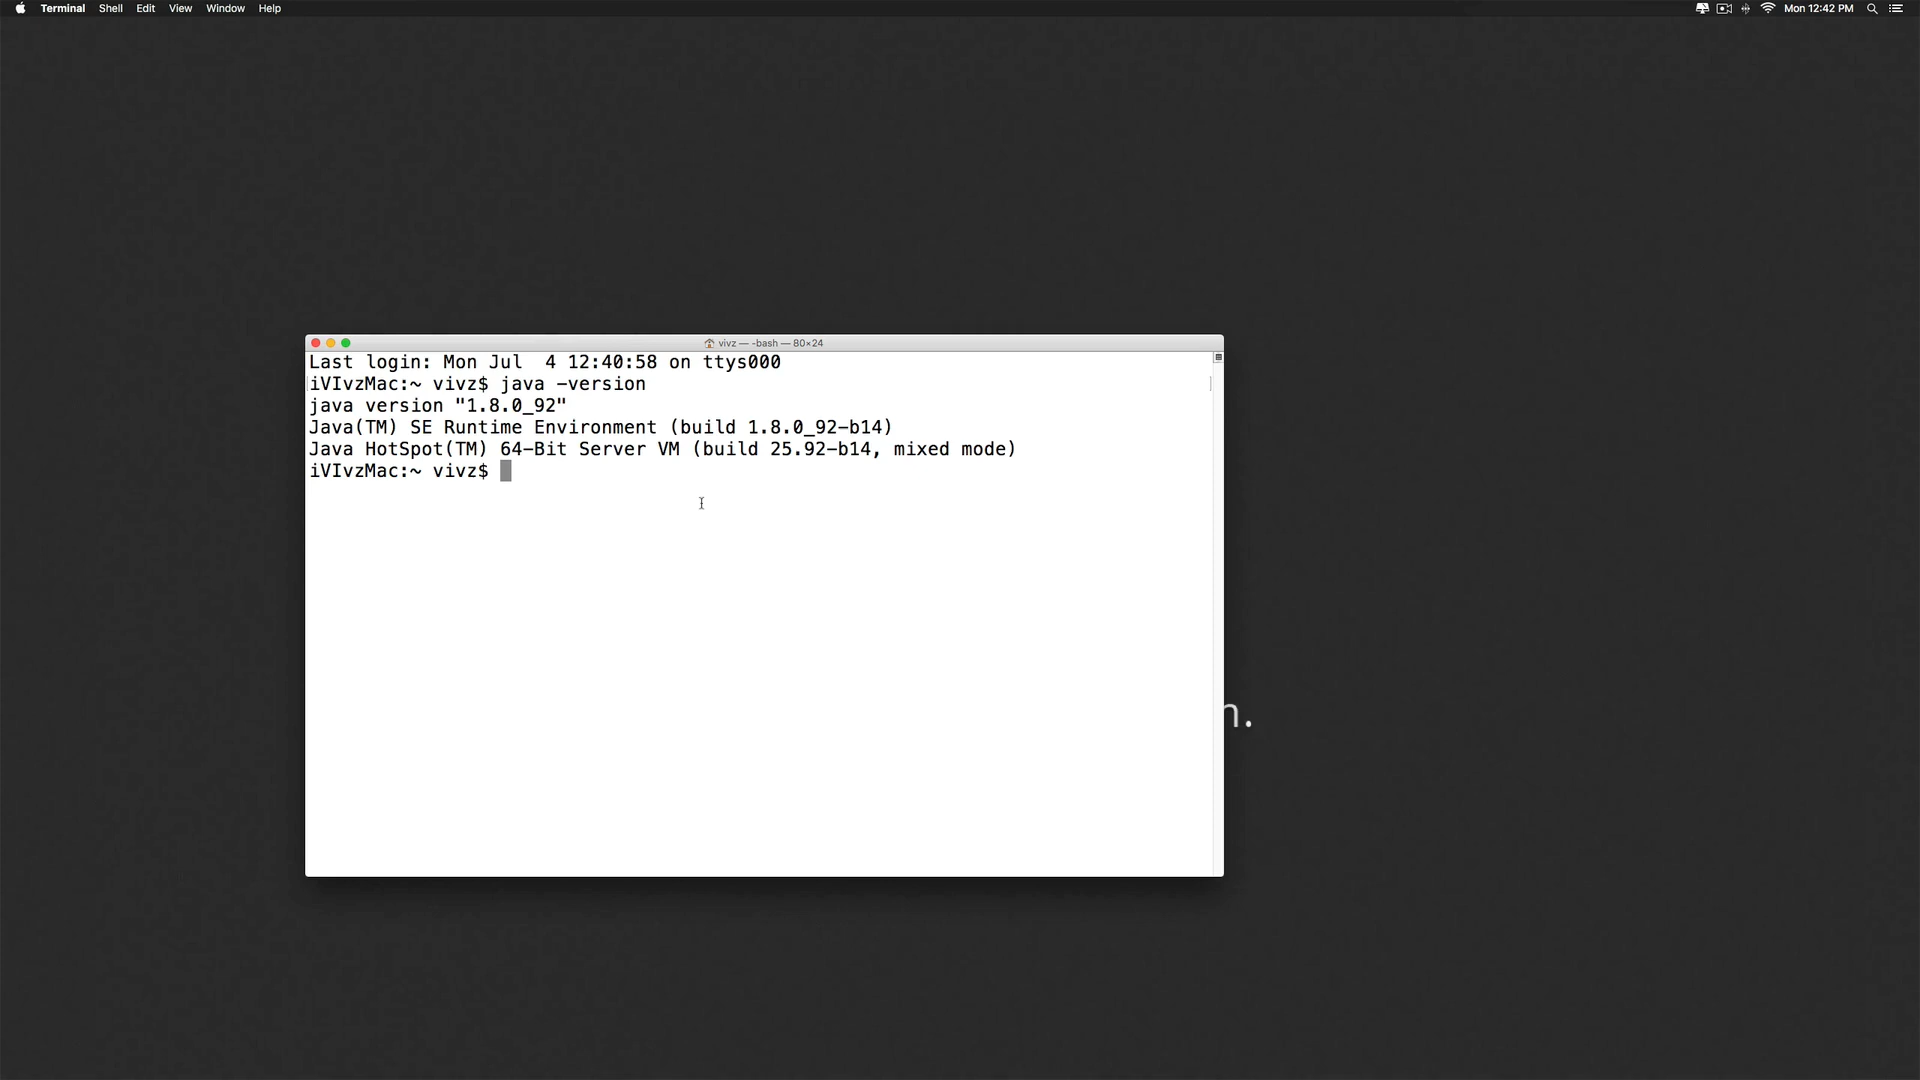 Terminal Shell Edit View Window Help Mon 12:42 PM
vivz — -bash — 80×24
Last login: Mon Jul  4 12:40:58 on ttys000
iVIvzMac:~ vivz$ java -version
java version "1.8.0_92"
Java(TM) SE Runtime Environment (build 1.8.0_92-b14)
Java HotSpot(TM) 64-Bit Server VM (build 25.92-b14, mixed mode)
iVIvzMac:~ vivz$
n.